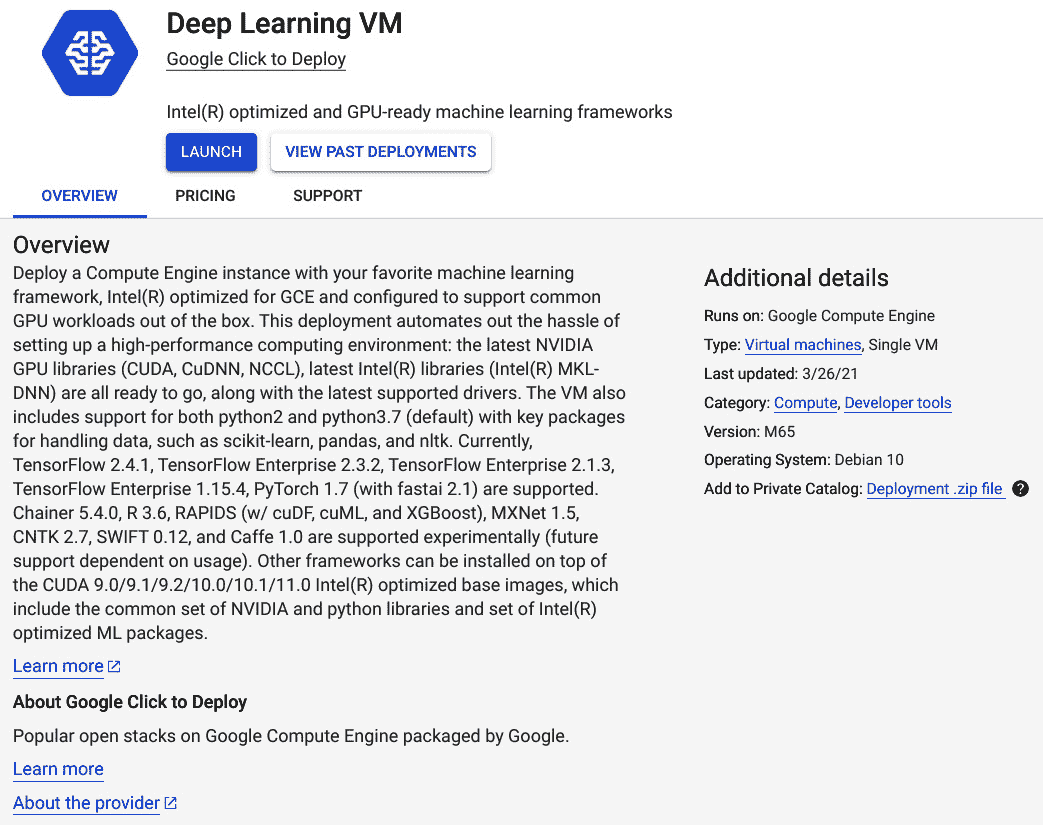 Deep Learning VM
Google Click to Deploy
Intel(R) optimized and GPU-ready machine learning frameworks
LAUNCH
VIEW PAST DEPLOYMENTS
OVERVIEW
PRICING
SUPPORT
Overview
Deploy a Compute Engine instance with your favorite machine learning
framework, Intel(R) optimized for GCE and configured to support common
GPU workloads out of the box. This deployment automates out the hassle of
setting up a high-performance computing environment: the latest NVIDIA
GPU libraries (CUDA, CuDNN, NCCL), latest Intel(R) libraries (Intel(R) MKL-
DNN) are all ready to go, along with the latest supported drivers. The VM also
includes support for both python2 and python3.7 (default) with key packages
for handling data, such as scikit-learn, pandas, and nltk. Currently,
TensorFlow 2.4.1, TensorFlow Enterprise 2.3.2, TensorFlow Enterprise 2.1.3,
TensorFlow Enterprise 1.15.4, PyTorch 1.7 (with fastai 2.1) are supported.
Chainer 5.4.0, R 3.6, RAPIDS (w/ cuDF, cuML, and XGBoost), MXNet 1.5,
CNTK 2.7, SWIFT 0.12, and Caffe 1.0 are supported experimentally (future
support dependent on usage). Other frameworks can be installed on top of
the CUDA 9.0/9.1/9.2/10.0/10.1/11.0 Intel(R) optimized base images, which
include the common set of NVIDIA and python libraries and set of Intel(R)
optimized ML packages.
Learn more
About Google Click to Deploy
Popular open stacks on Google Compute Engine packaged by Google.
Learn more
About the provider
Additional details
Runs on: Google Compute Engine
Type: Virtual machines, Single VM
Last updated: 3/26/21
Category: Compute, Developer tools
Version: M65
Operating System: Debian 10
Add to Private Catalog: Deployment .zip file ?